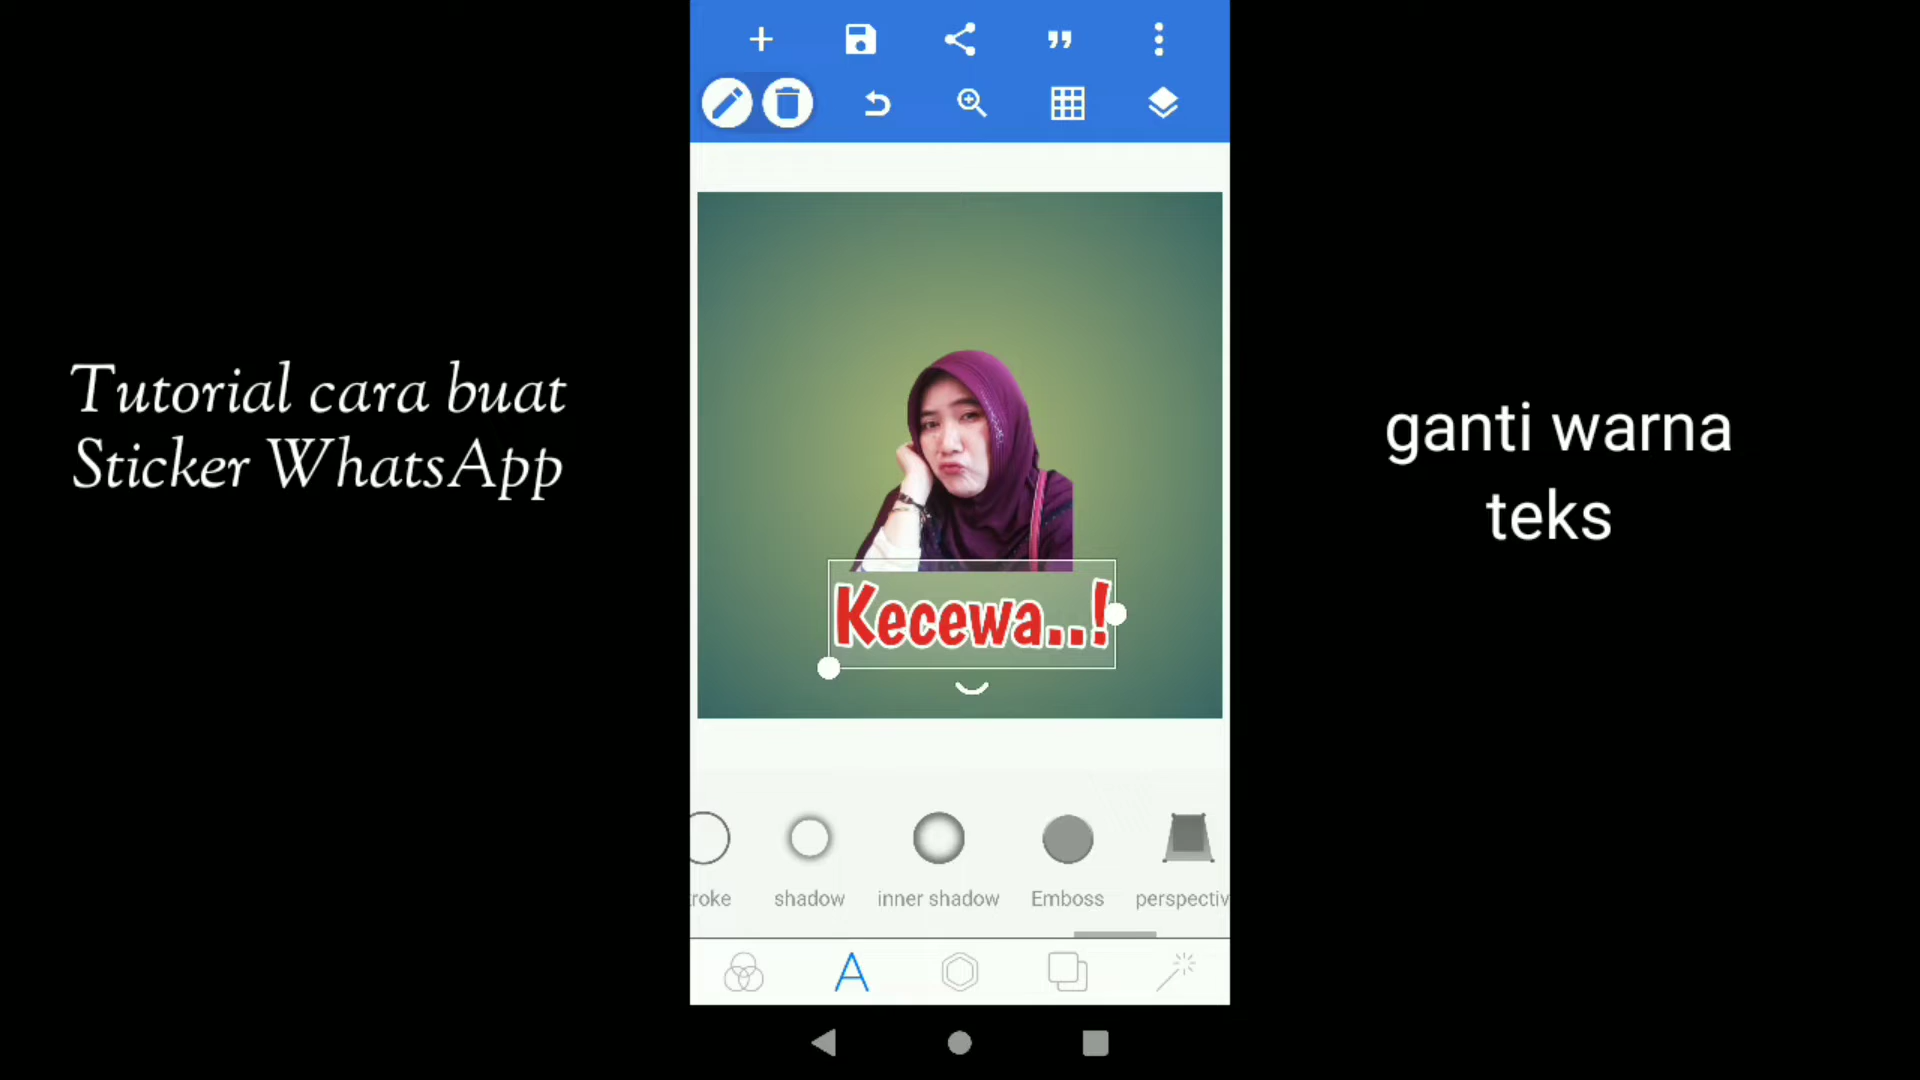 Tutorial cara buat
Sticker WhatsApp
Kecewa..!
ganti warna
teks
roke
shadow
inner shadow
Emboss
perspectiv